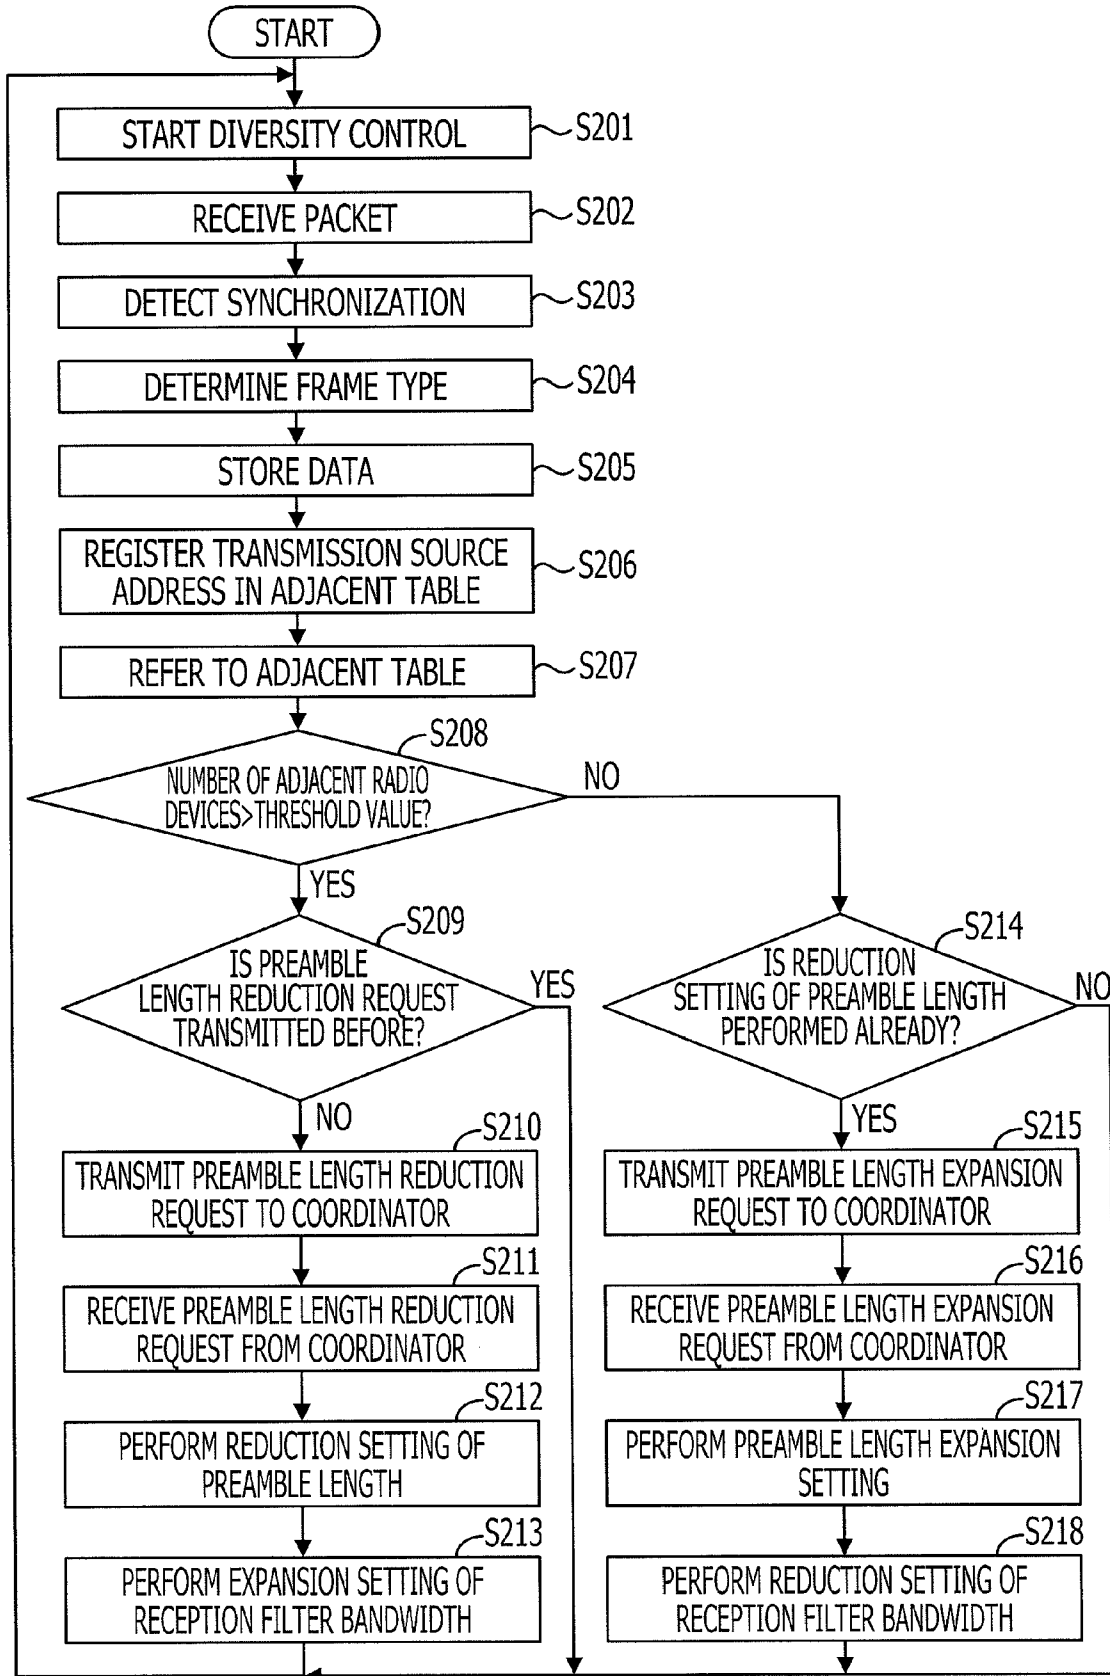 START
START DIVERSITY CONTROL
S201
RECEIVE PACKET
S202
DETECT SYNCHRONIZATION
S203
DETERMINE FRAME TYPE
S204
STORE DATA
S205
REGISTER TRANSMISSION SOURCE
ADDRESS IN ADJACENT TABLE
S206
REFER TO ADJACENT TABLE
S207
S208
NUMBER OF ADJACENT RADIO
DEVICES>THRESHOLD VALUE?
NO
YES
S209
IS PREAMBLE
LENGTH REDUCTION REQUEST
TRANSMITTED BEFORE?
YES
NO
S210
TRANSMIT PREAMBLE LENGTH REDUCTION
REQUEST TO COORDINATOR
S211
RECEIVE PREAMBLE LENGTH REDUCTION
REQUEST FROM COORDINATOR
S212
PERFORM REDUCTION SETTING OF
PREAMBLE LENGTH
S213
PERFORM EXPANSION SETTING OF
RECEPTION FILTER BANDWIDTH
S214
IS REDUCTION
SETTING OF PREAMBLE LENGTH
PERFORMED ALREADY?
NO
YES
S215
TRANSMIT PREAMBLE LENGTH EXPANSION
REQUEST TO COORDINATOR
S216
RECEIVE PREAMBLE LENGTH EXPANSION
REQUEST FROM COORDINATOR
S217
PERFORM PREAMBLE LENGTH EXPANSION
SETTING
S218
PERFORM REDUCTION SETTING OF
RECEPTION FILTER BANDWIDTH